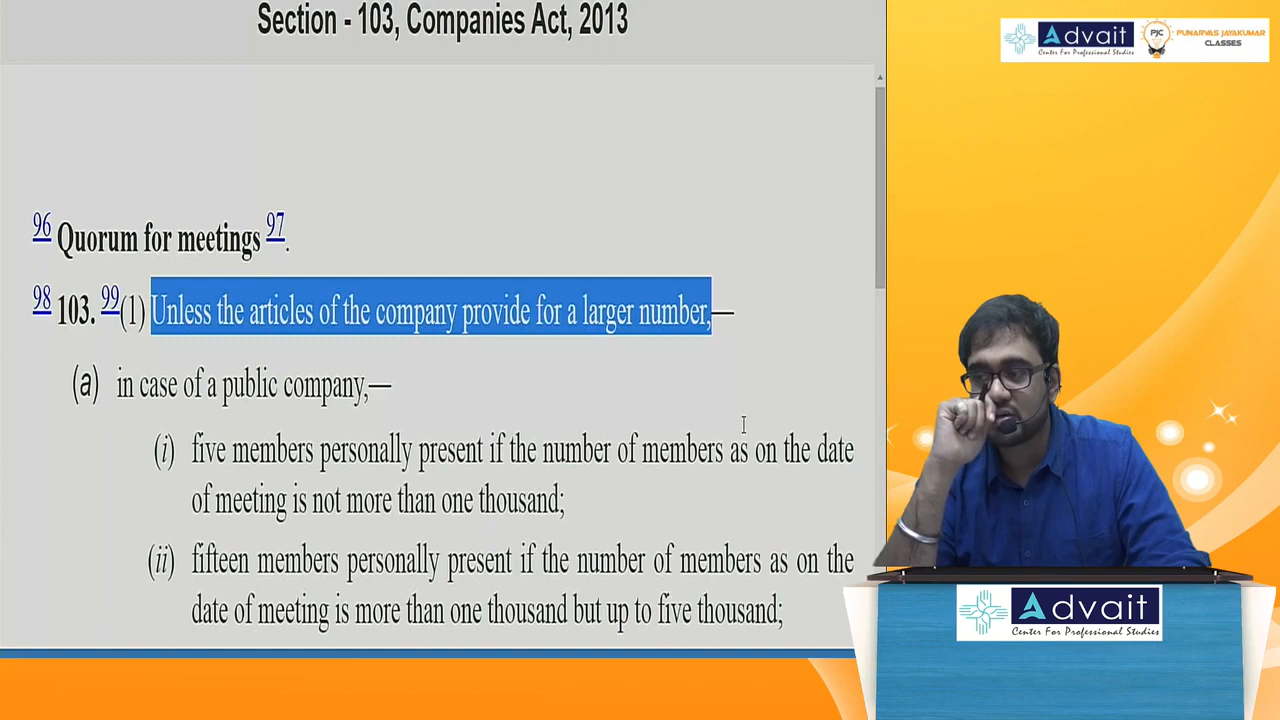 Section - 103, Companies Act, 2013
Advait
Center For Professional Studies
PJC
PUNARVAS JAYAKUMAR
CLASSES
96 Quorum for meetings 97.
98 103. 99(1) Unless the articles of the company provide for a larger number,—
(a) in case of a public company,—
(i) five members personally present if the number of members as on the date
of meeting is not more than one thousand;
(ii) fifteen members personally present if the number of members as on the
date of meeting is more than one thousand but up to five thousand;
Advait
Center For Professional Studies